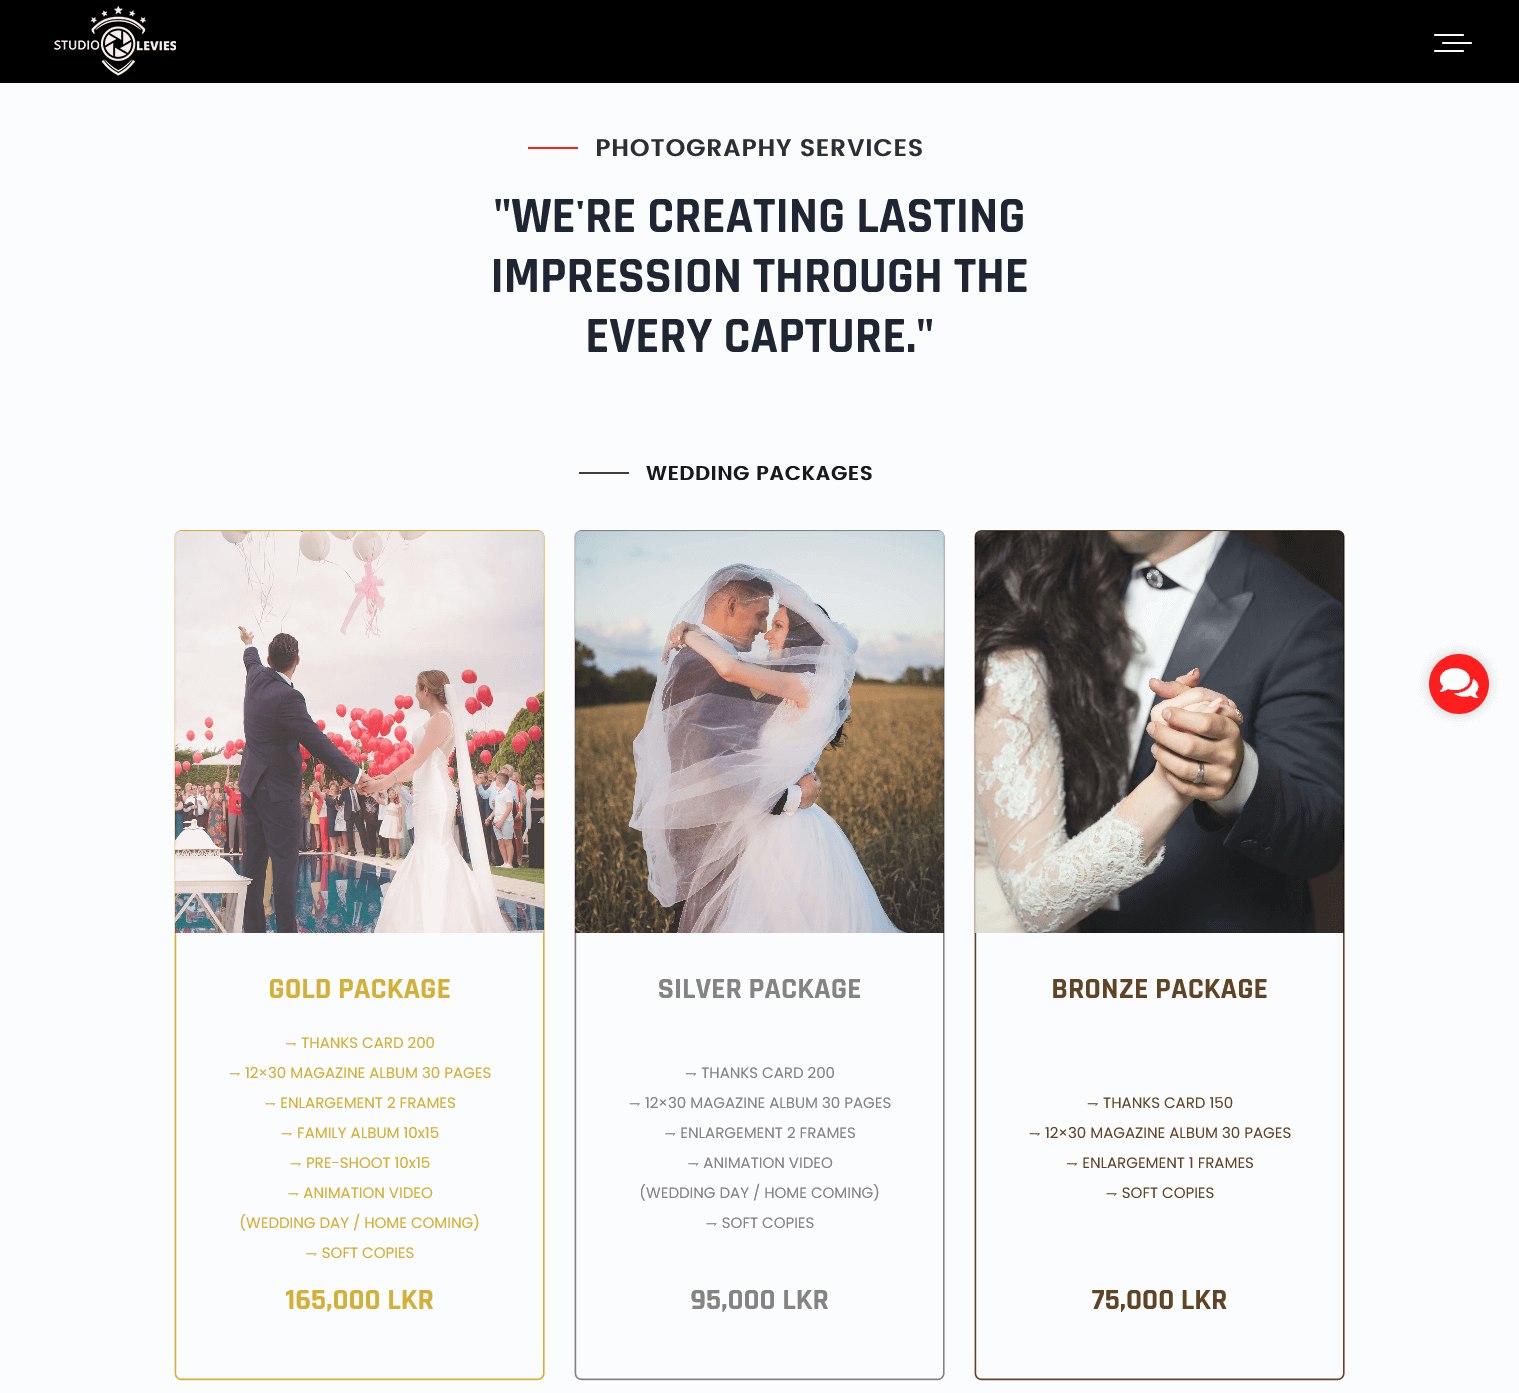 STUDIO LEVIES
PHOTOGRAPHY SERVICES
"WE'RE CREATING LASTING
IMPRESSION THROUGH THE
EVERY CAPTURE."
WEDDING PACKAGES
GOLD PACKAGE
→ THANKS CARD 200
→ 12×30 MAGAZINE ALBUM 30 PAGES
→ ENLARGEMENT 2 FRAMES
→ FAMILY ALBUM 10x15
→ PRE-SHOOT 10x15
→ ANIMATION VIDEO
(WEDDING DAY / HOME COMING)
→ SOFT COPIES
165,000 LKR
SILVER PACKAGE
→ THANKS CARD 200
→ 12×30 MAGAZINE ALBUM 30 PAGES
→ ENLARGEMENT 2 FRAMES
→ ANIMATION VIDEO
(WEDDING DAY / HOME COMING)
→ SOFT COPIES
95,000 LKR
BRONZE PACKAGE
→ THANKS CARD 150
→ 12×30 MAGAZINE ALBUM 30 PAGES
→ ENLARGEMENT 1 FRAMES
→ SOFT COPIES
75,000 LKR